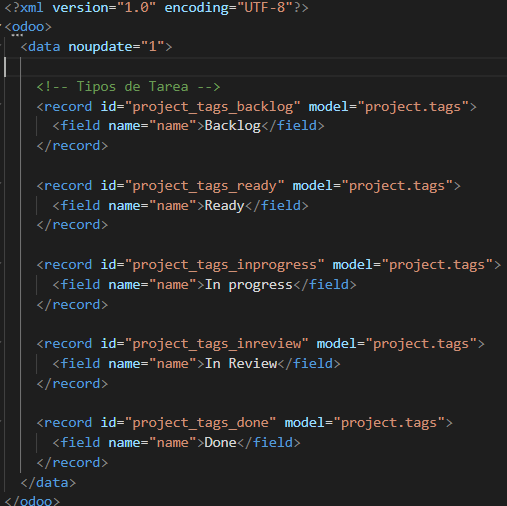 <?xml version="1.0" encoding="UTF-8"?>
<odoo>
<data noupdate="1">
<!-- Tipos de Tarea -->
<record id="project_tags_backlog" model="project.tags">
<field name="name">Backlog</field>
</record>
<record id="project_tags_ready" model="project.tags">
<field name="name">Ready</field>
</record>
<record id="project_tags_inprogress" model="project.tags">
<field name="name">In progress</field>
</record>
<record id="project_tags_inreview" model="project.tags">
<field name="name">In Review</field>
</record>
<record id="project_tags_done" model="project.tags">
<field name="name">Done</field>
</record>
</data>
</odoo>